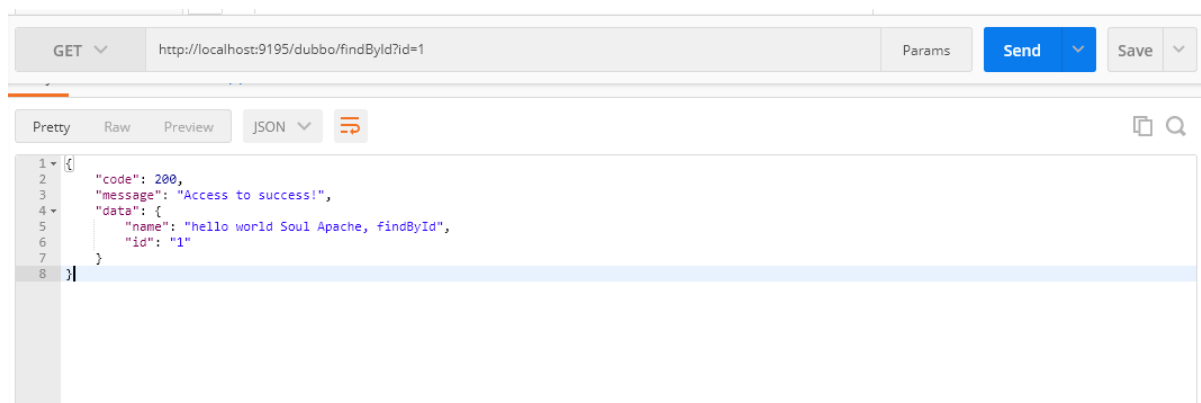 GET http://localhost:9195/dubbo/findById?id=1 Params Send Save
Pretty Raw Preview JSON
1 {
2 "code": 200,
3 "message": "Access to success!",
4 "data": {
5 "name": "hello world Soul Apache, findById",
6 "id": "1"
7 }
8 }